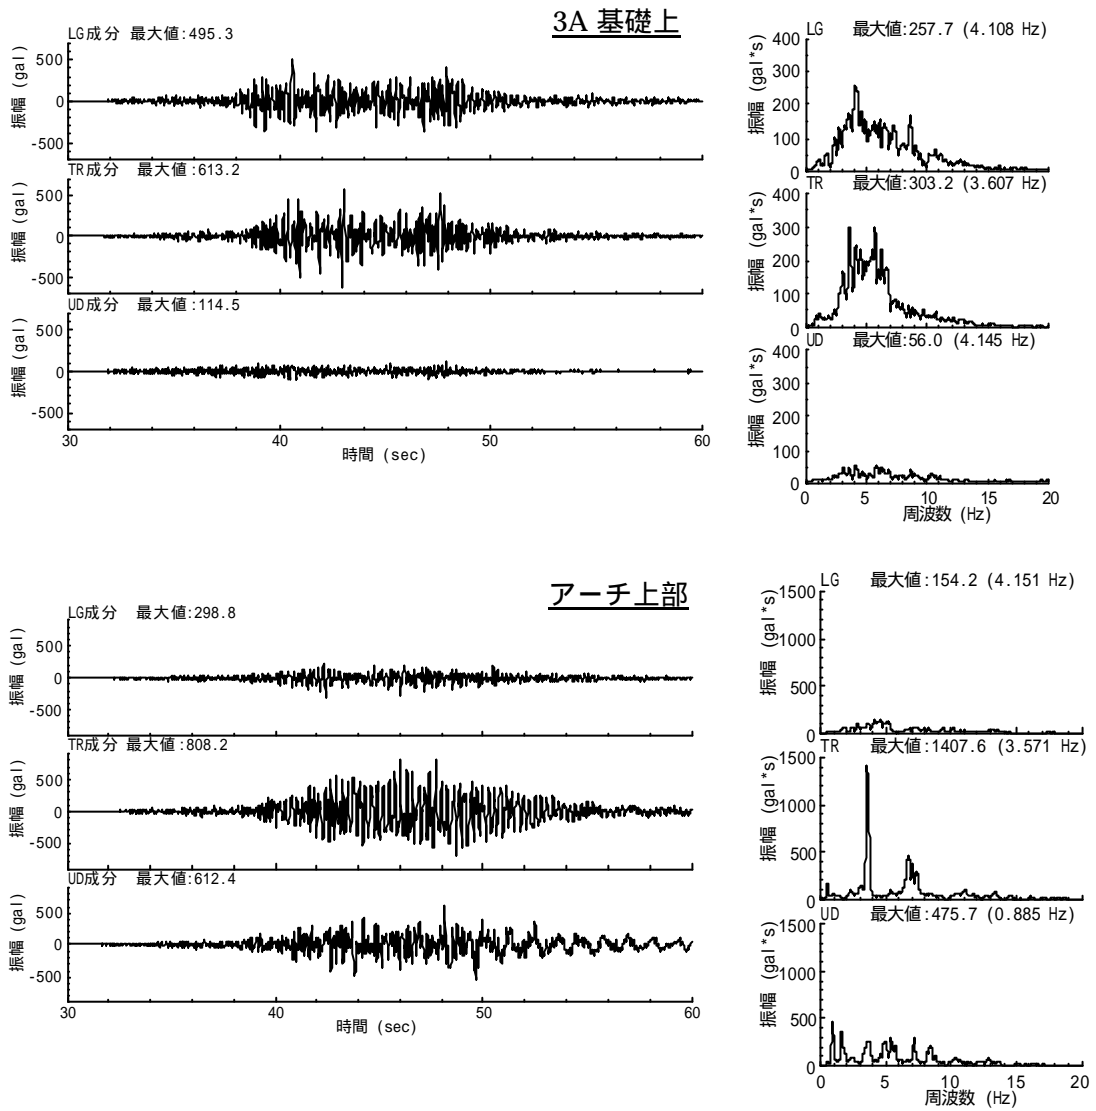 3A 基礎上
LG成分 最大値:495.3
振幅 (gal)
500
0
-500
TR成分 最大値:613.2
振幅 (gal)
500
0
-500
UD成分 最大値:114.5
振幅 (gal)
500
0
-500
30 40 50 60
時間 (sec)
LG 最大値:257.7 (4.108 Hz)
振幅 (gal*s)
400
300
200
100
0
TR 最大値:303.2 (3.607 Hz)
振幅 (gal*s)
400
300
200
100
0
UD 最大値:56.0 (4.145 Hz)
振幅 (gal*s)
400
300
200
100
0
0 5 10 15 20
周波数 (Hz)
アーチ上部
LG成分 最大値:298.8
振幅 (gal)
500
0
-500
TR成分 最大値:808.2
振幅 (gal)
500
0
-500
UD成分 最大値:612.4
振幅 (gal)
500
0
-500
30 40 50 60
時間 (sec)
LG 最大値:154.2 (4.151 Hz)
振幅 (gal*s)
1500
1000
500
0
TR 最大値:1407.6 (3.571 Hz)
振幅 (gal*s)
1500
1000
500
0
UD 最大値:475.7 (0.885 Hz)
振幅 (gal*s)
1500
1000
500
0
0 5 10 15 20
周波数 (Hz)